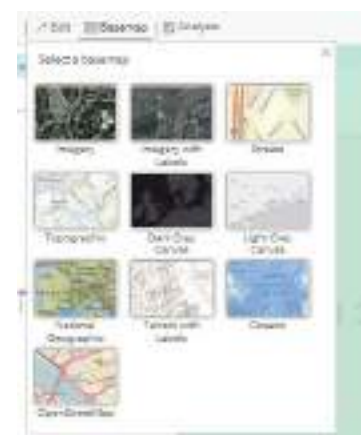 Edit Basemap Analysis
Select a basemap
Imagery
Imagery with
Labels
Streets
Topographic
Dark Gray
Canvas
Light Gray
Canvas
National
Geographic
Terrain with
Labels
Oceans
OpenStreetMap